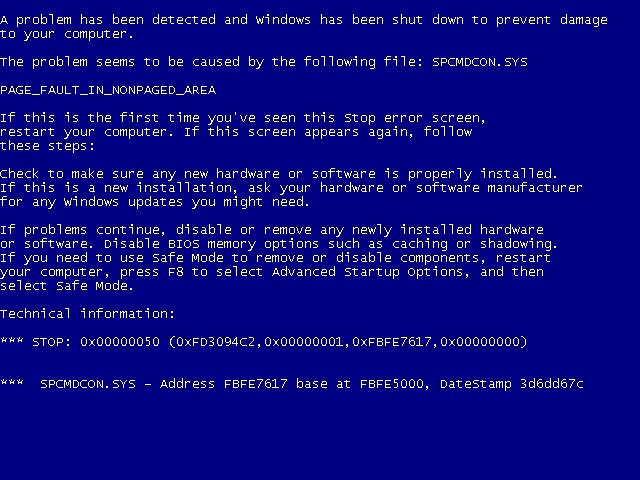 A problem has been detected and Windows has been shut down to prevent damage
to your computer.
The problem seems to be caused by the following file: SPCMDCON.SYS
PAGE_FAULT_IN_NONPAGED_AREA
If this is the first time you've seen this Stop error screen,
restart your computer. If this screen appears again, follow
these steps:
Check to make sure any new hardware or software is properly installed.
If this is a new installation, ask your hardware or software manufacturer
for any Windows updates you might need.
If problems continue, disable or remove any newly installed hardware
or software. Disable BIOS memory options such as caching or shadowing.
If you need to use Safe Mode to remove or disable components, restart
your computer, press F8 to select Advanced Startup Options, and then
select Safe Mode.
Technical information:
*** STOP: 0x00000050 (0xFD3094C2,0x00000001,0xFBFE7617,0x00000000)
*** SPCMDCON.SYS - Address FBFE7617 base at FBFE5000, DateStamp 3d6dd67c